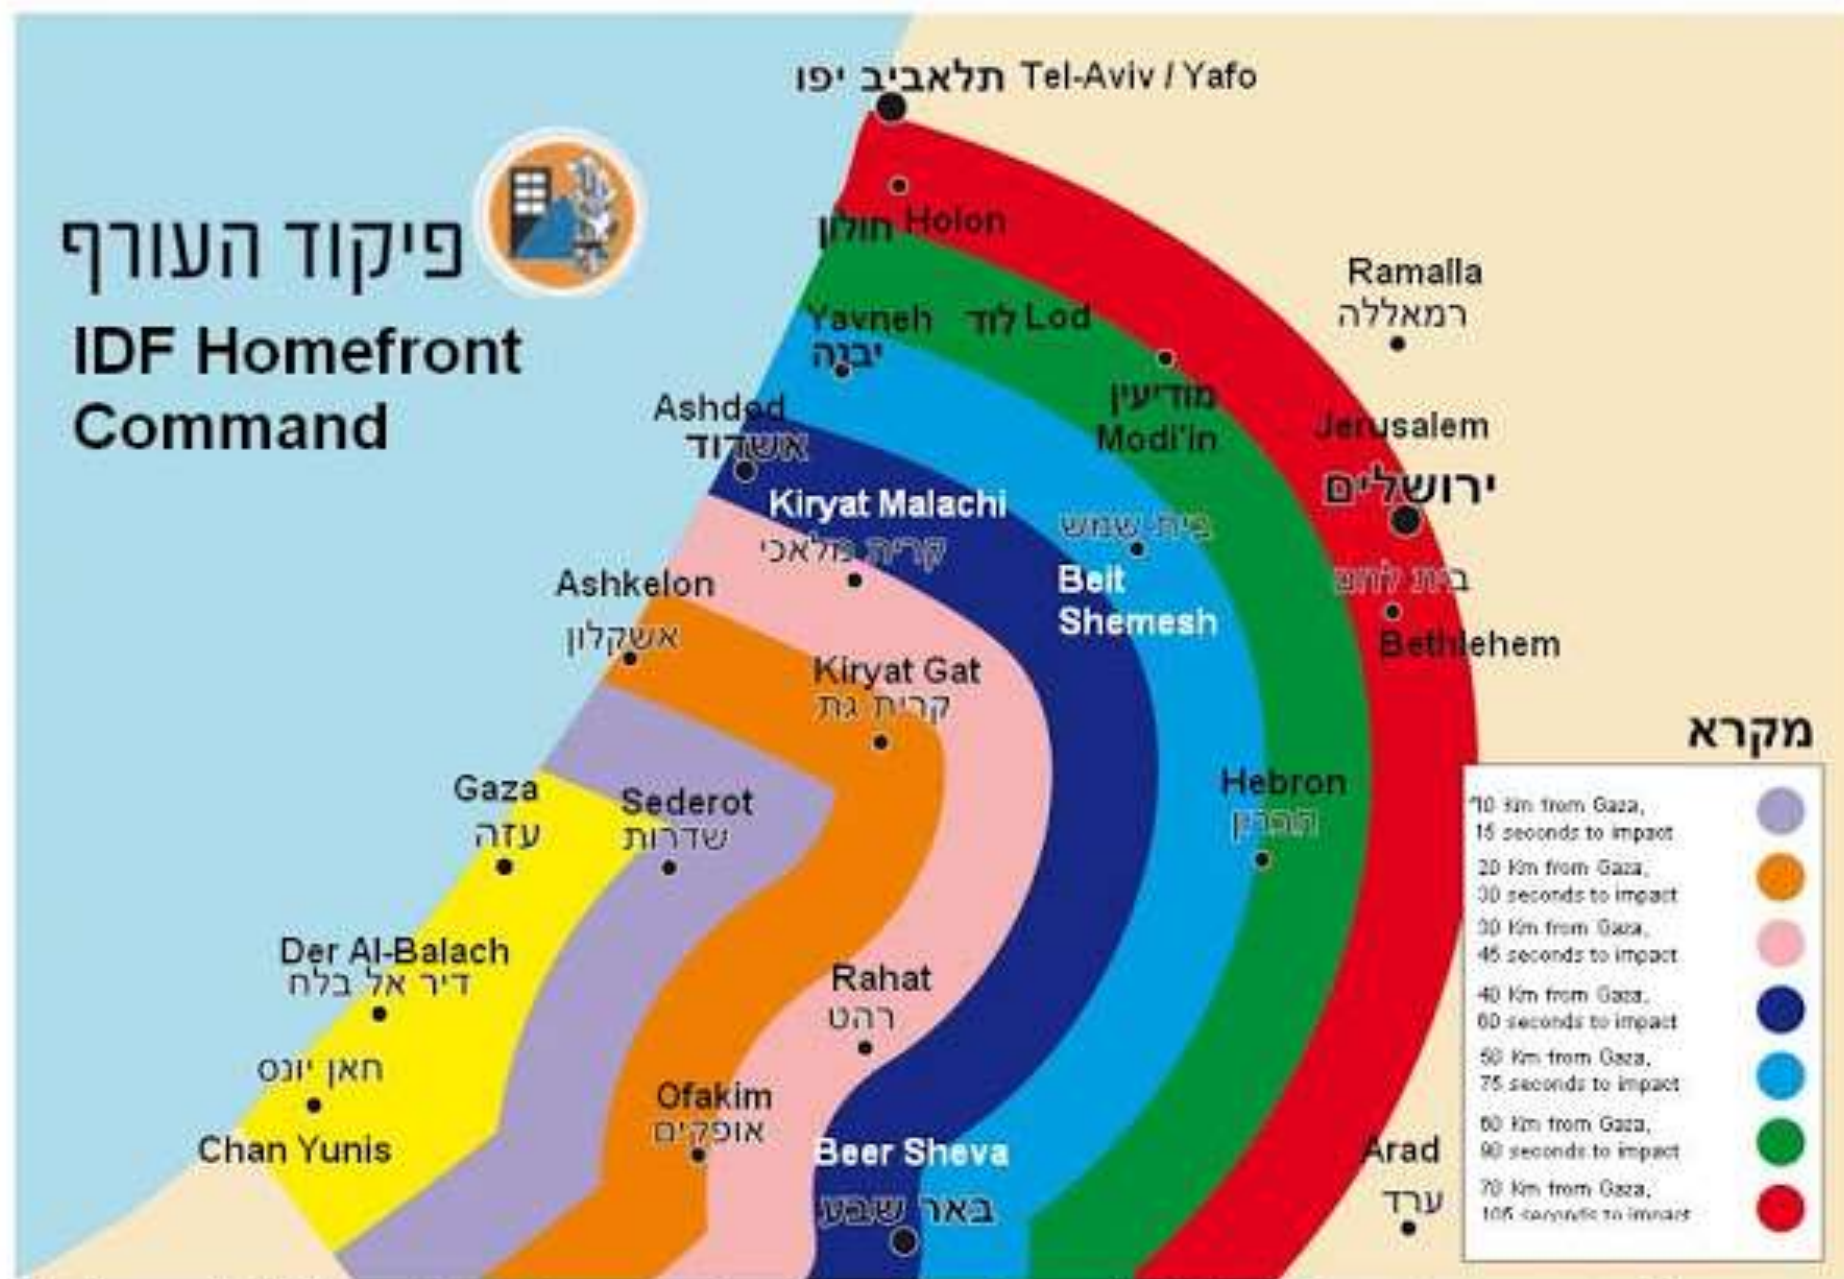 תלאביב יפו Tel-Aviv / Yafo
פיקוד העורף
IDF Homefront
Command
חולון Holon
Ramalla
רמאללה
Yavneh לוד Lod
יבנה
מודיעין
Modi'in
Ashdod
אשדוד
Jerusalem
ירושלים
Kiryat Malachi
קרית מלאכי
בית שמש
Beit
Shemesh
Ashkelon
אשקלון
בית לחם
Bethlehem
Kiryat Gat
קרית גת
Gaza
עזה
Sederot
שדרות
Hebron
חברון
Der Al-Balach
דיר אל בלח
Rahat
רהט
חאן יונס
Chan Yunis
Ofakim
אופקים
Beer Sheva
באר שבע
Arad
ערד
מקרא
10 Km from Gaza,
15 seconds to impact
20 Km from Gaza,
30 seconds to impact
30 Km from Gaza,
45 seconds to impact
40 Km from Gaza,
60 seconds to impact
50 Km from Gaza,
75 seconds to impact
60 Km from Gaza,
90 seconds to impact
70 Km from Gaza,
105 seconds to impact